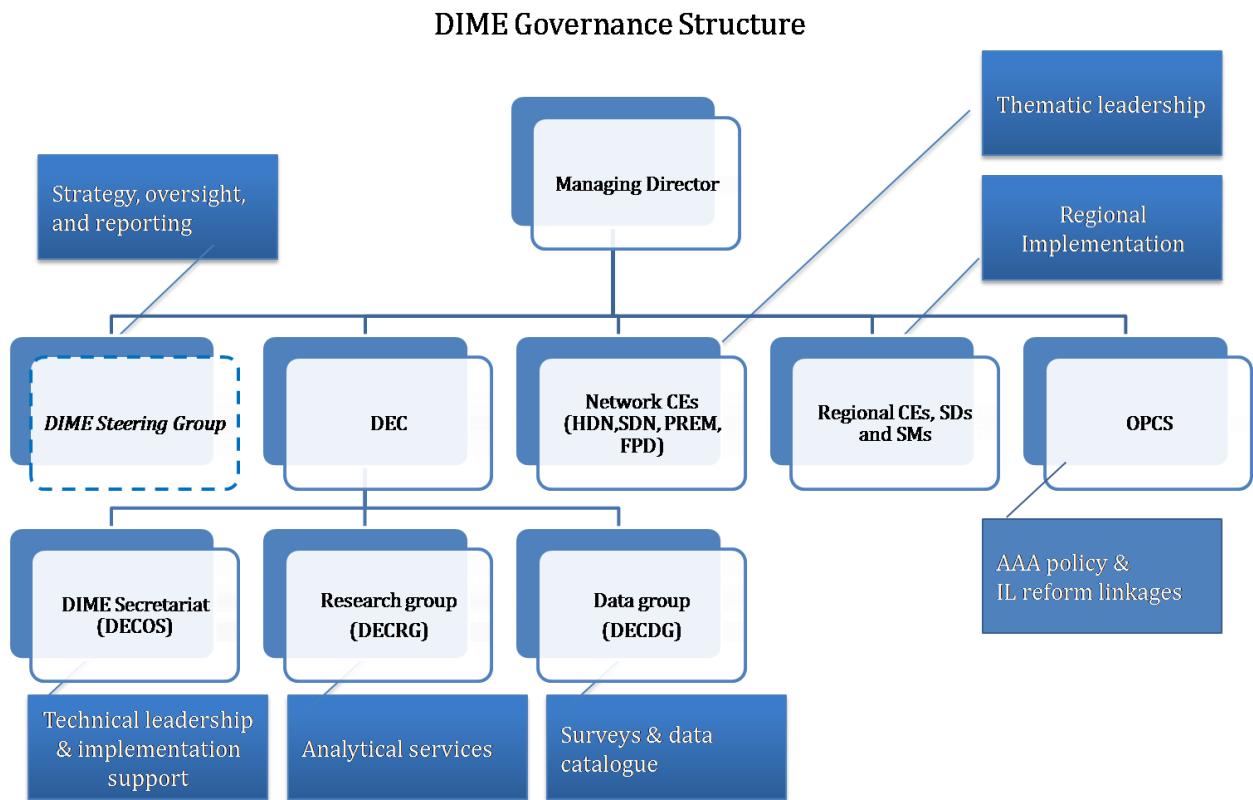 DIME Governance Structure
Thematic leadership
Managing Director
Strategy, oversight,
and reporting
Regional
Implementation
DIME Steering Group
DEC
Network CEs
(HDN,SDN, PREM,
FPD)
Regional CEs, SDs
and SMs
OPCS
AAA policy &
IL reform linkages
DIME Secretariat
(DECOS)
Research group
(DECRG)
Data group
(DECDG)
Technical leadership
& implementation
support
Analytical services
Surveys & data
catalogue